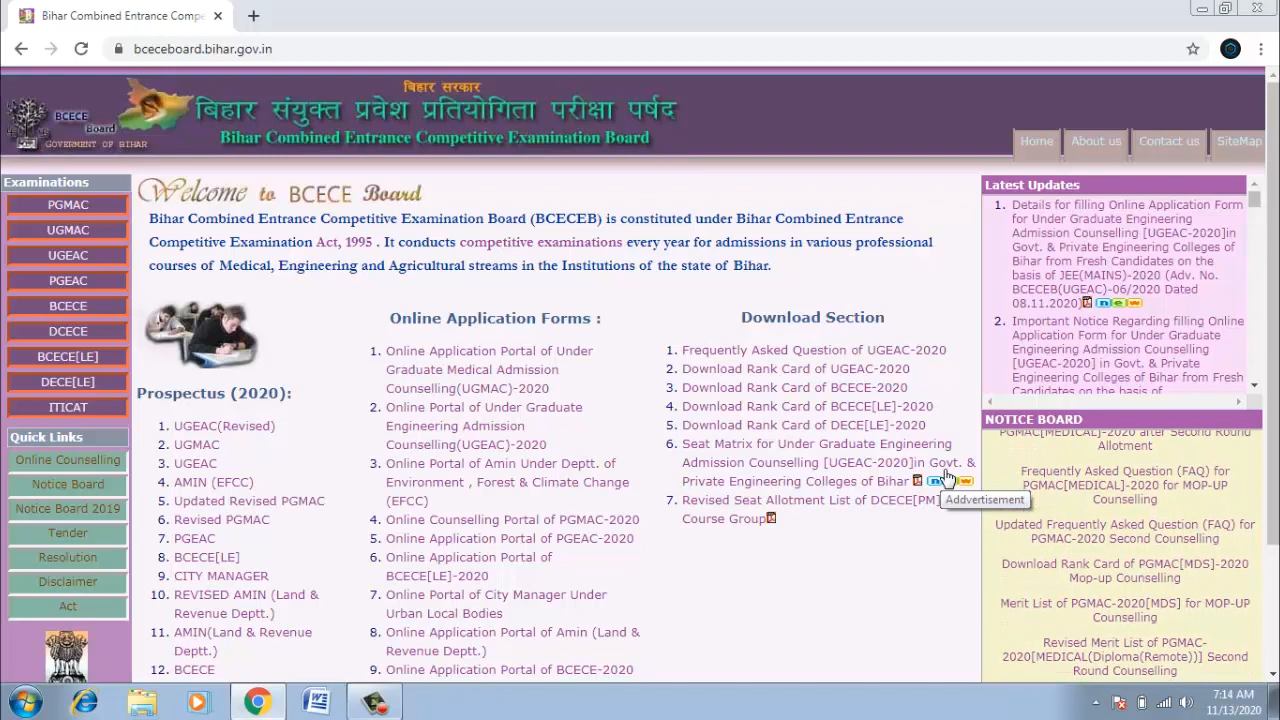 Bihar Combined Entrance Compe
bceceboard.bihar.gov.in
बिहार सरकार
बिहार संयुक्त प्रवेश प्रतियोगिता परीक्षा पर्षद
Bihar Combined Entrance Competitive Examination Board
BCECE
Board
GOVERMENT OF BIHAR
Home
About us
Contact us
SiteMap
Examinations
PGMAC
UGMAC
UGEAC
PGEAC
BCECE
DCECE
BCECE[LE]
DECE[LE]
ITICAT
Quick Links
Online Counselling
Notice Board
Notice Board 2019
Tender
Resolution
Disclaimer
Act
Welcome to BCECE Board
Bihar Combined Entrance Competitive Examination Board (BCECEB) is constituted under Bihar Combined Entrance
Competitive Examination Act, 1995 . It conducts competitive examinations every year for admissions in various professional
courses of Medical, Engineering and Agricultural streams in the Institutions of the state of Bihar.
Prospectus (2020):
1. UGEAC(Revised)
2. UGMAC
3. UGEAC
4. AMIN (EFCC)
5. Updated Revised PGMAC
6. Revised PGMAC
7. PGEAC
8. BCECE[LE]
9. CITY MANAGER
10. REVISED AMIN (Land &
Revenue Deptt.)
11. AMIN(Land & Revenue
Deptt.)
12. BCECE
Online Application Forms :
1. Online Application Portal of Under
Graduate Medical Admission
Counselling(UGMAC)-2020
2. Online Portal of Under Graduate
Engineering Admission
Counselling(UGEAC)-2020
3. Online Portal of Amin Under Deptt. of
Environment , Forest & Climate Change
(EFCC)
4. Online Counselling Portal of PGMAC-2020
5. Online Application Portal of PGEAC-2020
6. Online Application Portal of
BCECE[LE]-2020
7. Online Portal of City Manager Under
Urban Local Bodies
8. Online Application Portal of Amin (Land &
Revenue Deptt.)
9. Online Application Portal of BCECE-2020
Download Section
1. Frequently Asked Question of UGEAC-2020
2. Download Rank Card of UGEAC-2020
3. Download Rank Card of BCECE-2020
4. Download Rank Card of BCECE[LE]-2020
5. Download Rank Card of DECE[LE]-2020
6. Seat Matrix for Under Graduate Engineering
Admission Counselling [UGEAC-2020]in Govt. &
Private Engineering Colleges of Bihar
7. Revised Seat Allotment List of DCECE[PM]
Course Group
Addvertisement
Latest Updates
1. Details for filling Online Application Form
for Under Graduate Engineering
Admission Counselling [UGEAC-2020]in
Govt. & Private Engineering Colleges of
Bihar from Fresh Candidates on the
basis of JEE(MAINS)-2020 (Adv. No.
BCECEB(UGEAC)-06/2020 Dated
08.11.2020) new
2. Important Notice Regarding filling Online
Application Form for Under Graduate
Engineering Admission Counselling
[UGEAC-2020] in Govt. & Private
Engineering Colleges of Bihar from Fresh
Candidates on the basis of
NOTICE BOARD
PGMAC[MEDICAL]-2020 after Second Round
Allotment
Frequently Asked Question (FAQ) for
PGMAC[MEDICAL]-2020 for MOP-UP
Counselling
Updated Frequently Asked Question (FAQ) for
PGMAC-2020 Second Counselling
Download Rank Card of PGMAC[MDS]-2020
Mop-up Counselling
Merit List of PGMAC-2020[MDS] for MOP-UP
Counselling
Revised Merit List of PGMAC-
2020[MEDICAL(Diploma(Remote))] Second
Round Counselling
7:14 AM
11/13/2020